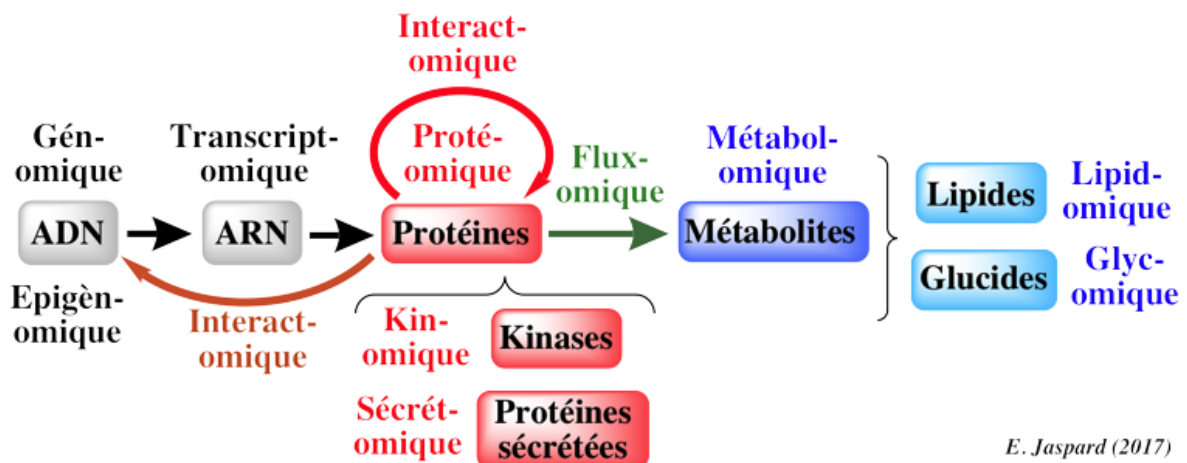 Interact-
omique
Gén-
omique
Transcript-
omique
Proté-
omique
Flux-
omique
Métabol-
omique
ADN
ARN
Protéines
Métabolites
Lipides
Lipid-
omique
Glucides
Glyc-
omique
Epigèn-
omique
Interact-
omique
Kin-
omique
Kinases
Sécrét-
omique
Protéines
sécrétées
E. Jaspard (2017)